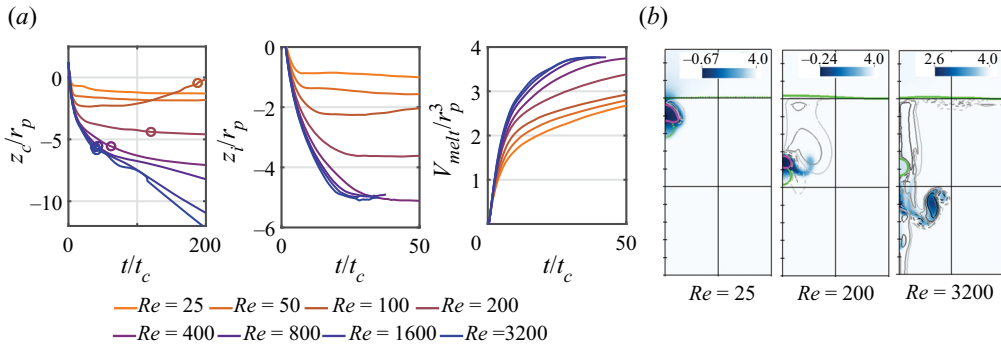 (a)
(b)
z_c/r_p
0
−5
−10
0
100
200
t/t_c
z_i/r_p
0
−2
−4
−6
0
50
t/t_c
V_melt/r_p^3
4
3
2
1
0
50
t/t_c
Re = 25 Re = 50 Re = 100 Re = 200
Re = 400 Re = 800 Re = 1600 Re =3200
−0.67 4.0
−0.24 4.0
2.6 4.0
Re = 25
Re = 200
Re = 3200